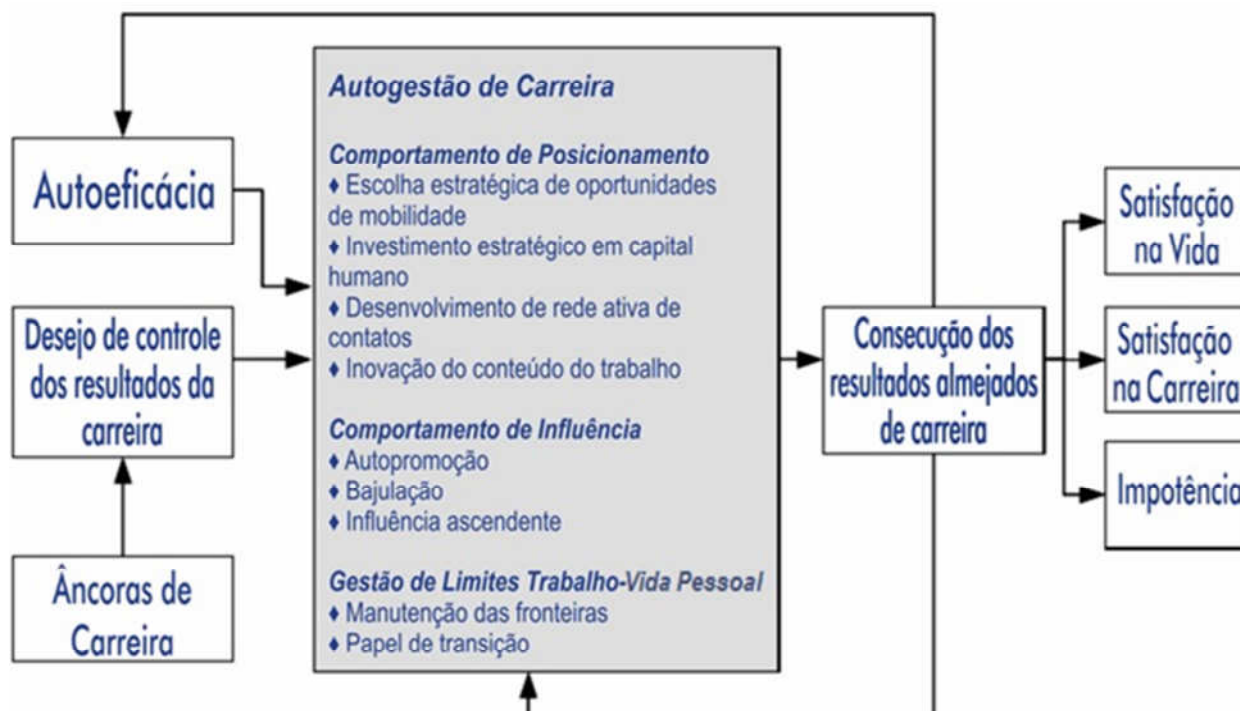 Autoeficácia
Desejo de controle
dos resultados da
carreira
Âncoras de
Carreira
Autogestão de Carreira
Comportamento de Posicionamento
♦ Escolha estratégica de oportunidades
de mobilidade
♦ Investimento estratégico em capital
humano
♦ Desenvolvimento de rede ativa de
contatos
♦ Inovação do conteúdo do trabalho
Comportamento de Influência
♦ Autopromoção
♦ Bajulação
♦ Influência ascendente
Gestão de Limites Trabalho-Vida Pessoal
♦ Manutenção das fronteiras
♦ Papel de transição
Consecução dos
resultados almejados
de carreira
Satisfação
na Vida
Satisfação
na Carreira
Impotência